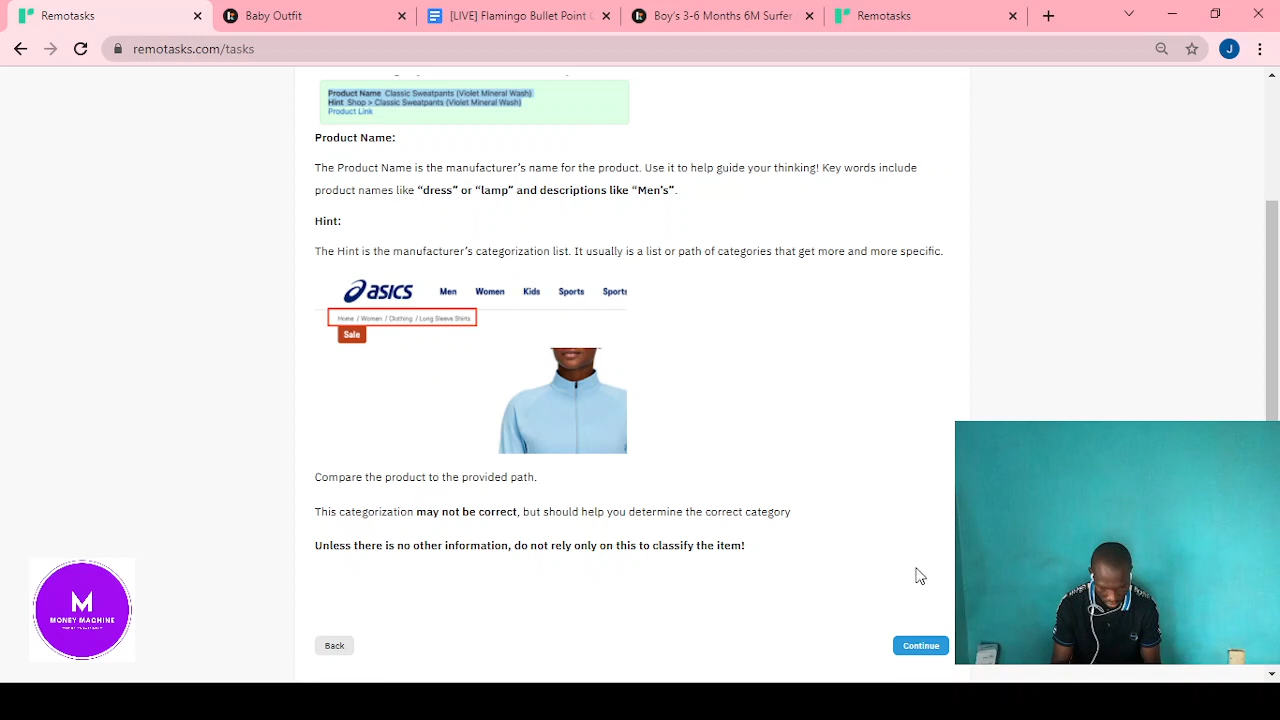 Remotasks
Baby Outfit
[LIVE] Flamingo Bullet Point
Boy's 3-6 Months 6M Surfer
Remotasks
remotasks.com/tasks
J
Product Name Classic Sweatpants (Violet Mineral Wash)
Hint Shop > Classic Sweatpants (Violet Mineral Wash)
Product Link
Product Name:
The Product Name is the manufacturer's name for the product. Use it to help guide your thinking! Key words include
product names like “dress” or “lamp” and descriptions like “Men's”.
Hint:
The Hint is the manufacturer's categorization list. It usually is a list or path of categories that get more and more specific.
asics Men Women Kids Sports Sports
Home / Women / Clothing / Long Sleeve Shirts
Sale
Compare the product to the provided path.
This categorization may not be correct, but should help you determine the correct category
Unless there is no other information, do not rely only on this to classify the item!
Back
Continue
M
MONEY MACHINE